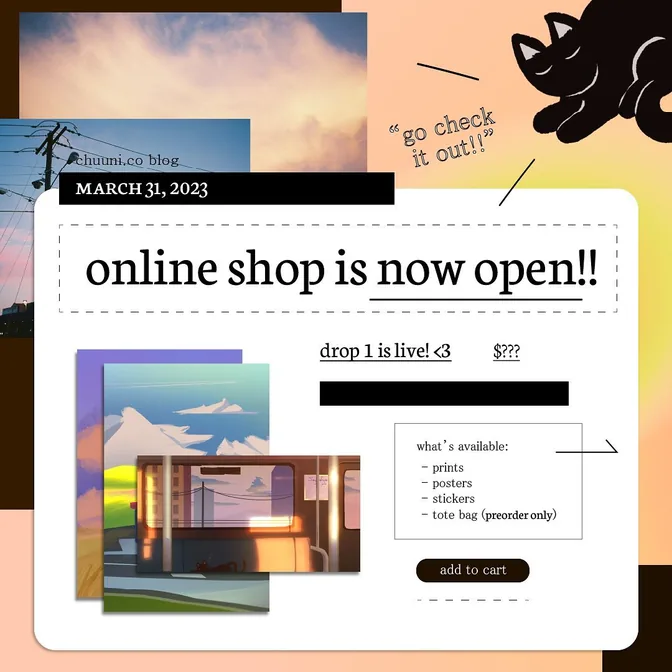 chuuni.co blog
MARCH 31, 2023
“go check
it out!!”
online shop is now open!!
drop 1 is live! <3
$???
what's available:
- prints
- posters
- stickers
- tote bag (preorder only)
add to cart